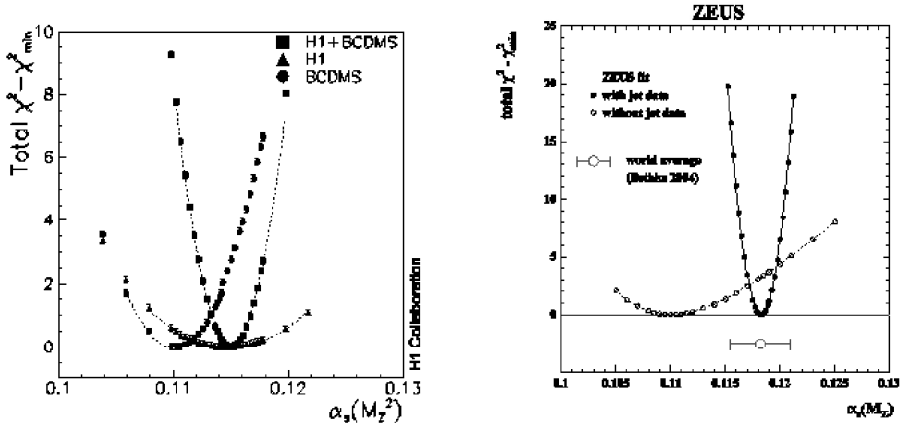 Total χ² – χ²min.
10
8
6
4
2
0
H1+BCDMS
H1
BCDMS
0.1
0.11
0.12
0.13
αs(MZ²)
H1 Collaboration
ZEUS
total χ² - χ²min
25
20
15
10
5
0
ZEUS fit
with jet data
without jet data
world average
(Bethke 2004)
0.1
0.105
0.11
0.115
0.12
0.125
0.13
αs(MZ)